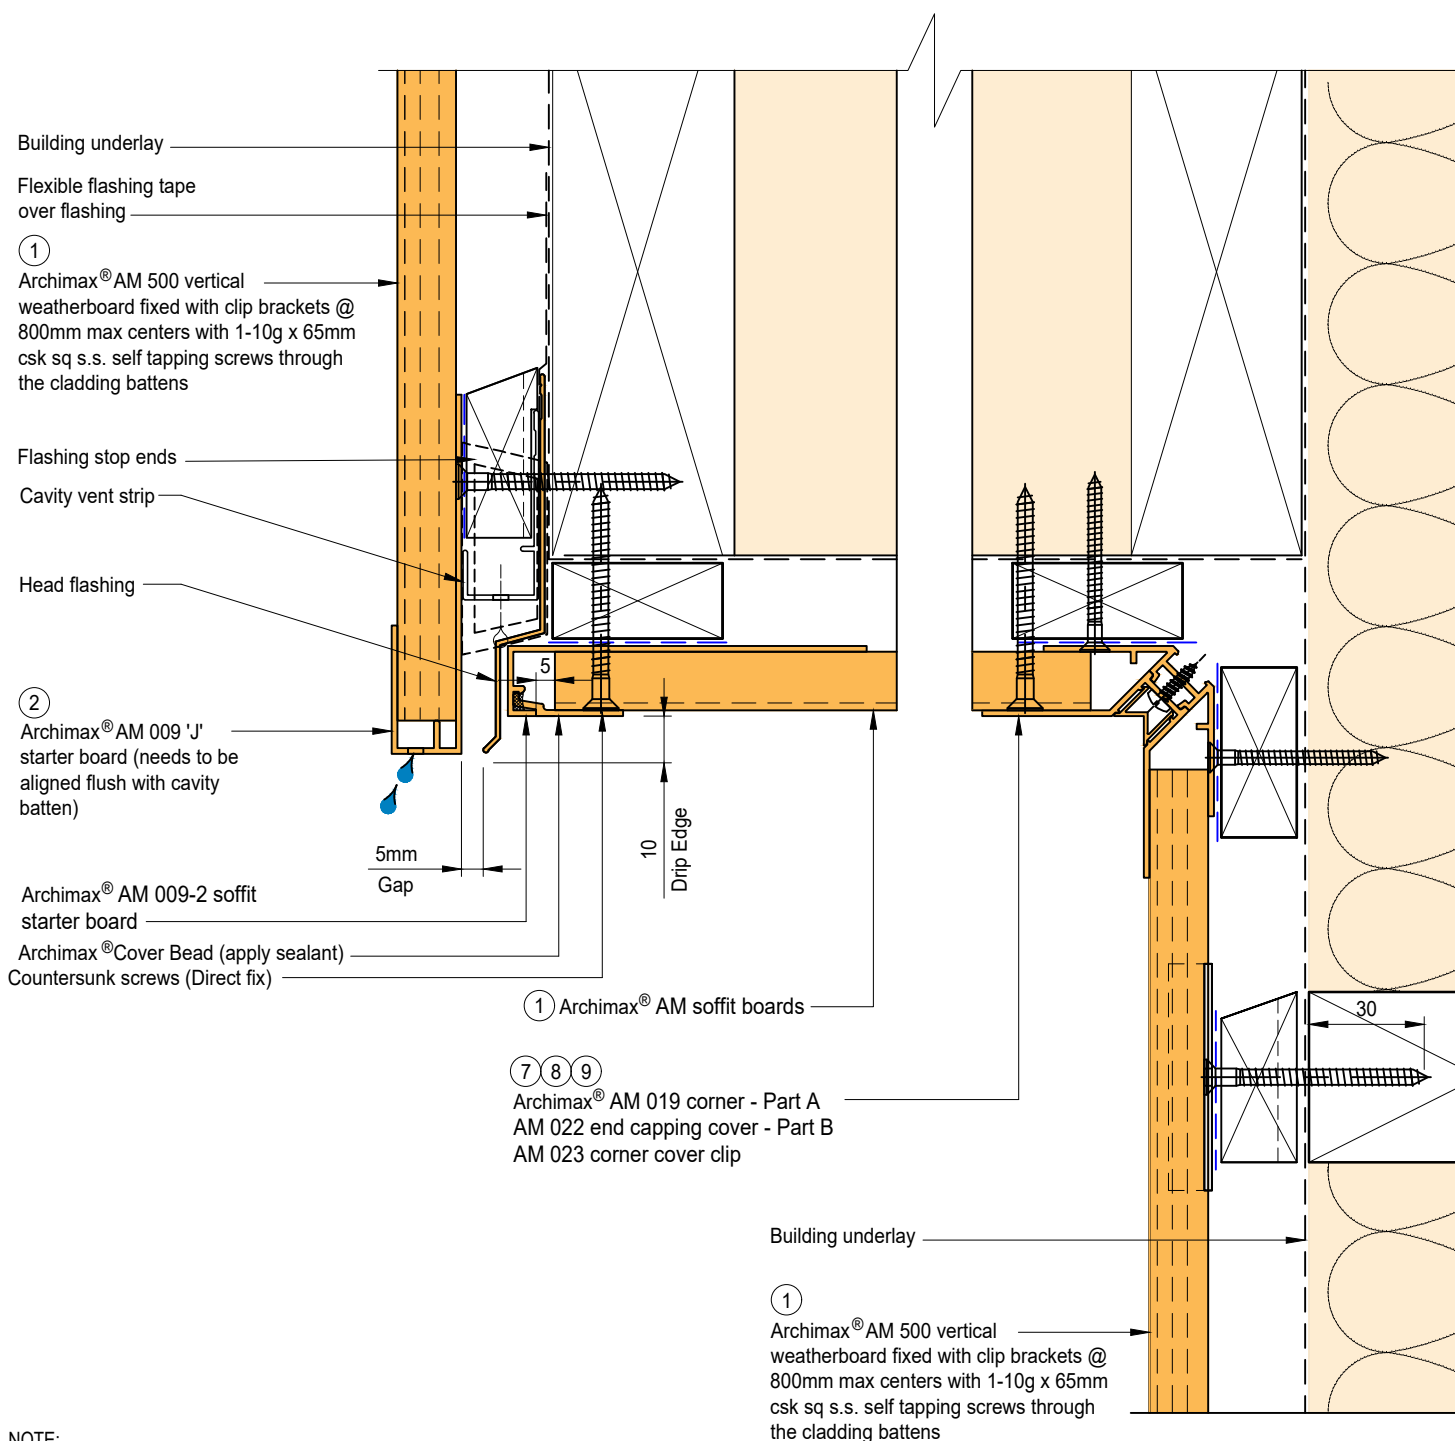 Building underlay
Flexible flashing tape
over flashing
1
Archimax® AM 500 vertical
weatherboard fixed with clip brackets @
800mm max centers with 1-10g x 65mm
csk sq s.s. self tapping screws through
the cladding battens
Flashing stop ends
Cavity vent strip
Head flashing
2
Archimax® AM 009 'J'
starter board (needs to be
aligned flush with cavity
batten)
5
10
Drip Edge
5mm
Gap
Archimax® AM 009-2 soffit
starter board
Archimax® Cover Bead (apply sealant)
Countersunk screws (Direct fix)
1 Archimax® AM soffit boards
7 8 9
Archimax® AM 019 corner - Part A
AM 022 end capping cover - Part B
AM 023 corner cover clip
30
Building underlay
1
Archimax® AM 500 vertical
weatherboard fixed with clip brackets @
800mm max centers with 1-10g x 65mm
csk sq s.s. self tapping screws through
the cladding battens
NOTE: